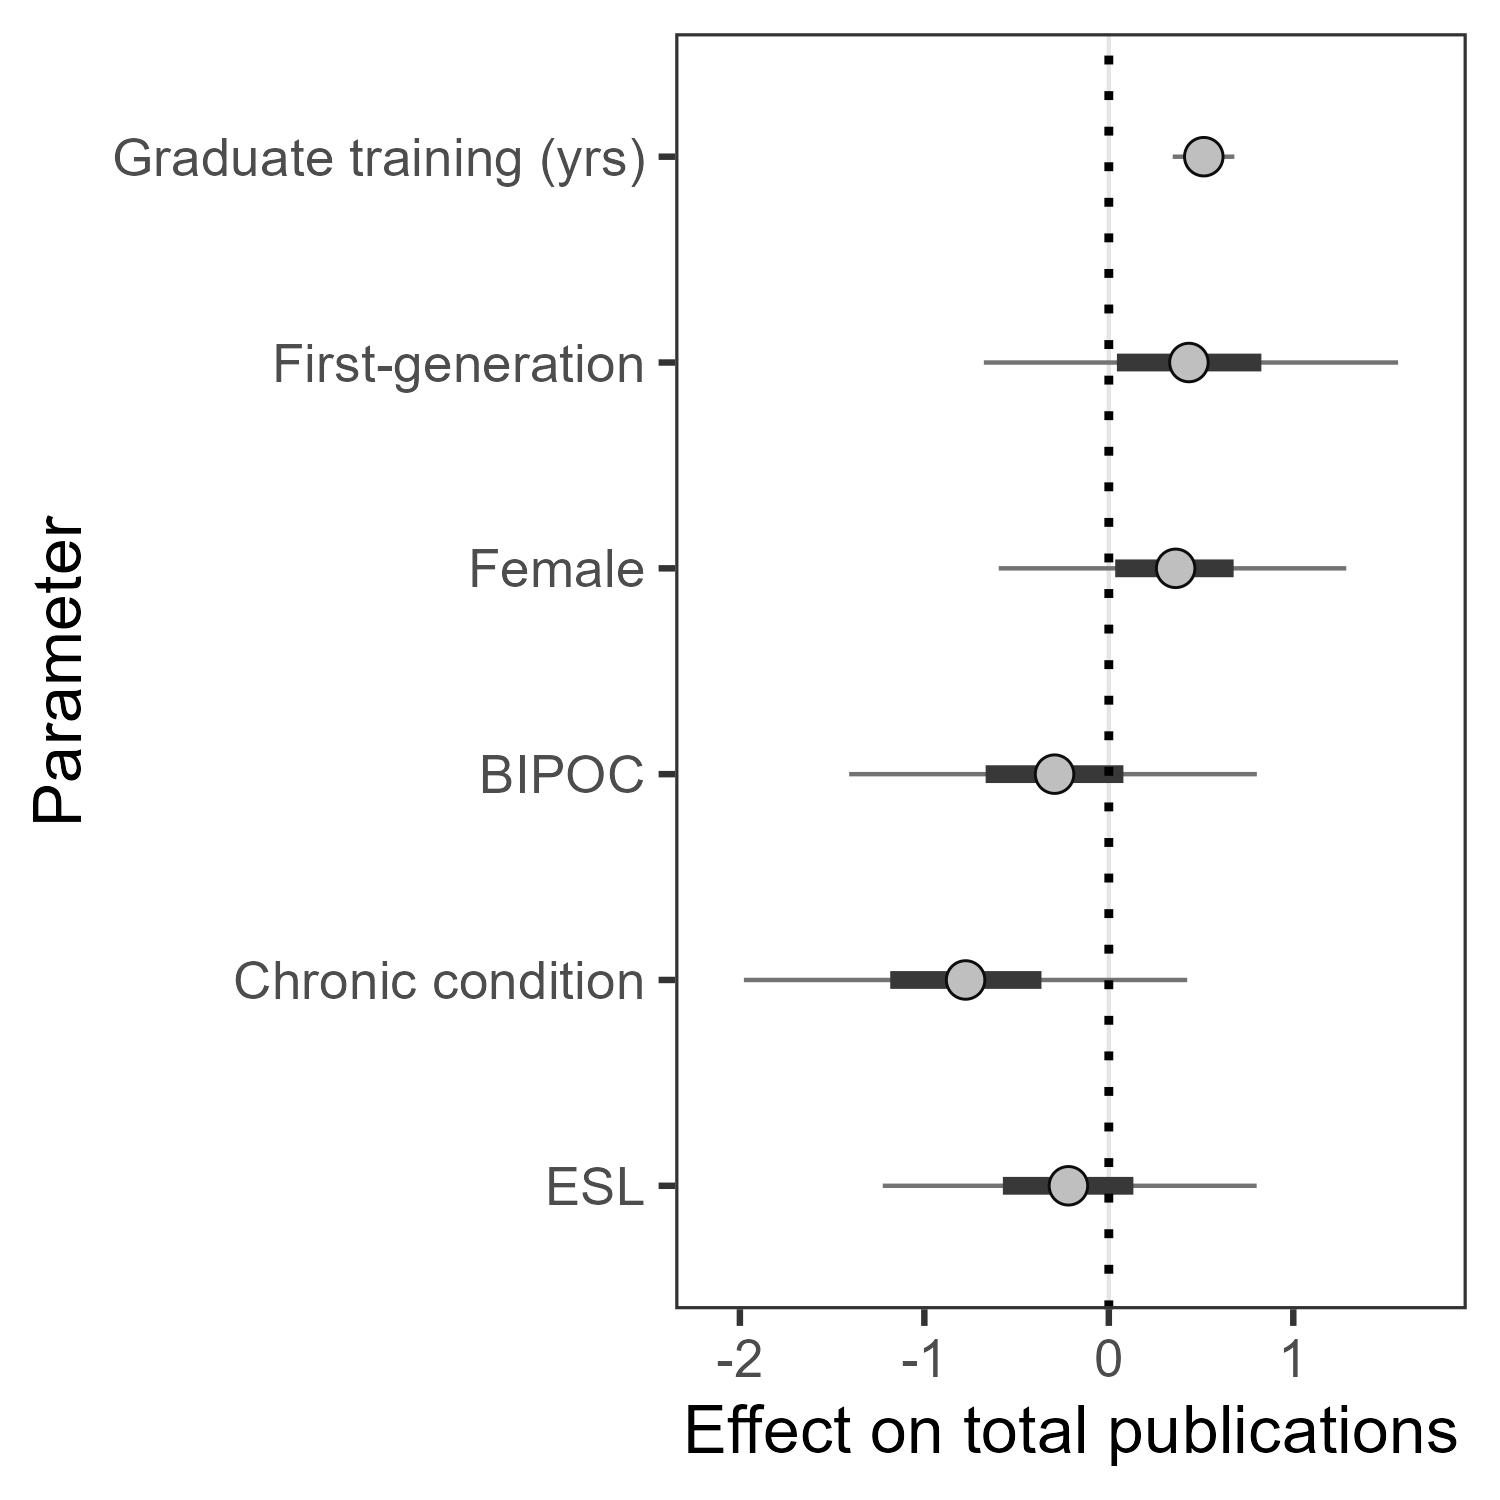 Parameter
Graduate training (yrs)
First-generation
Female
BIPOC
Chronic condition
ESL
-2 -1 0 1
Effect on total publications